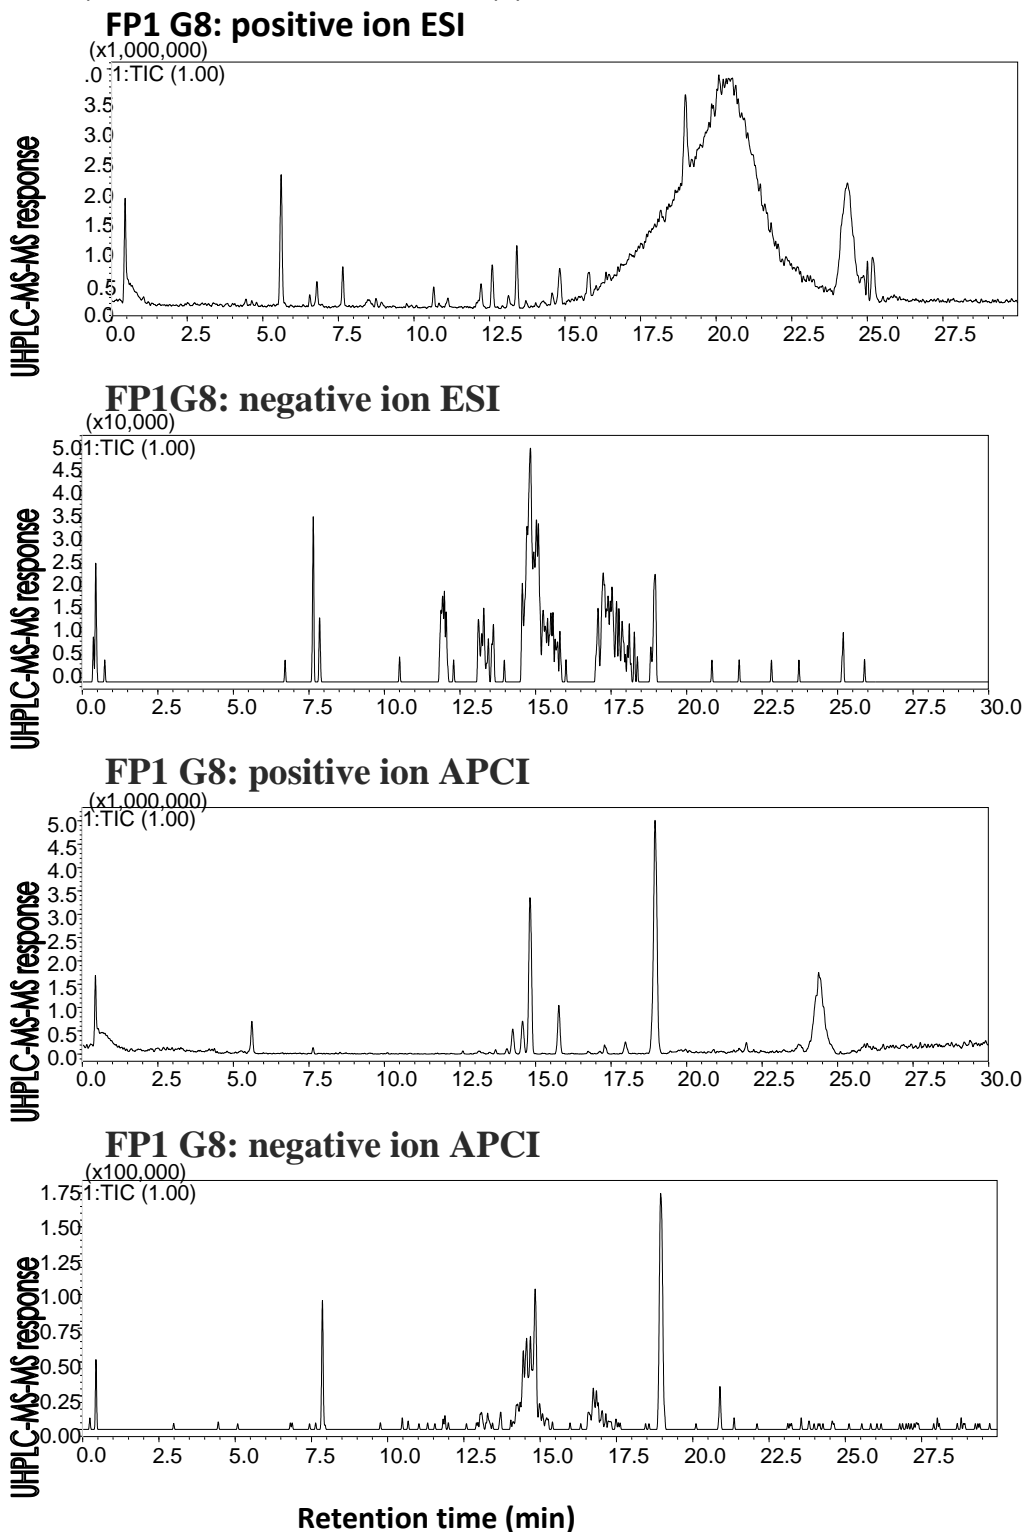 FP1 G8: positive ion ESI
(x1,000,000)
.0 1:TIC (1.00)
3.5
3.0
2.5
2.0
1.5
1.0
0.5
0.0
UHPLC-MS-MS response
0.0 2.5 5.0 7.5 10.0 12.5 15.0 17.5 20.0 22.5 25.0 27.5
FP1G8: negative ion ESI
(x10,000)
5.0 1:TIC (1.00)
4.5
4.0
3.5
3.0
2.5
2.0
1.5
1.0
0.5
0.0
UHPLC-MS-MS response
0.0 2.5 5.0 7.5 10.0 12.5 15.0 17.5 20.0 22.5 25.0 27.5 30.0
FP1 G8: positive ion APCI
(x1,000,000)
1:TIC (1.00)
5.0
4.5
4.0
3.5
3.0
2.5
2.0
1.5
1.0
0.5
0.0
UHPLC-MS-MS response
0.0 2.5 5.0 7.5 10.0 12.5 15.0 17.5 20.0 22.5 25.0 27.5 30.0
FP1 G8: negative ion APCI
(x100,000)
1.75 1:TIC (1.00)
1.50
1.25
1.00
0.75
0.50
0.25
0.00
UHPLC-MS-MS response
0.0 2.5 5.0 7.5 10.0 12.5 15.0 17.5 20.0 22.5 25.0 27.5
Retention time (min)